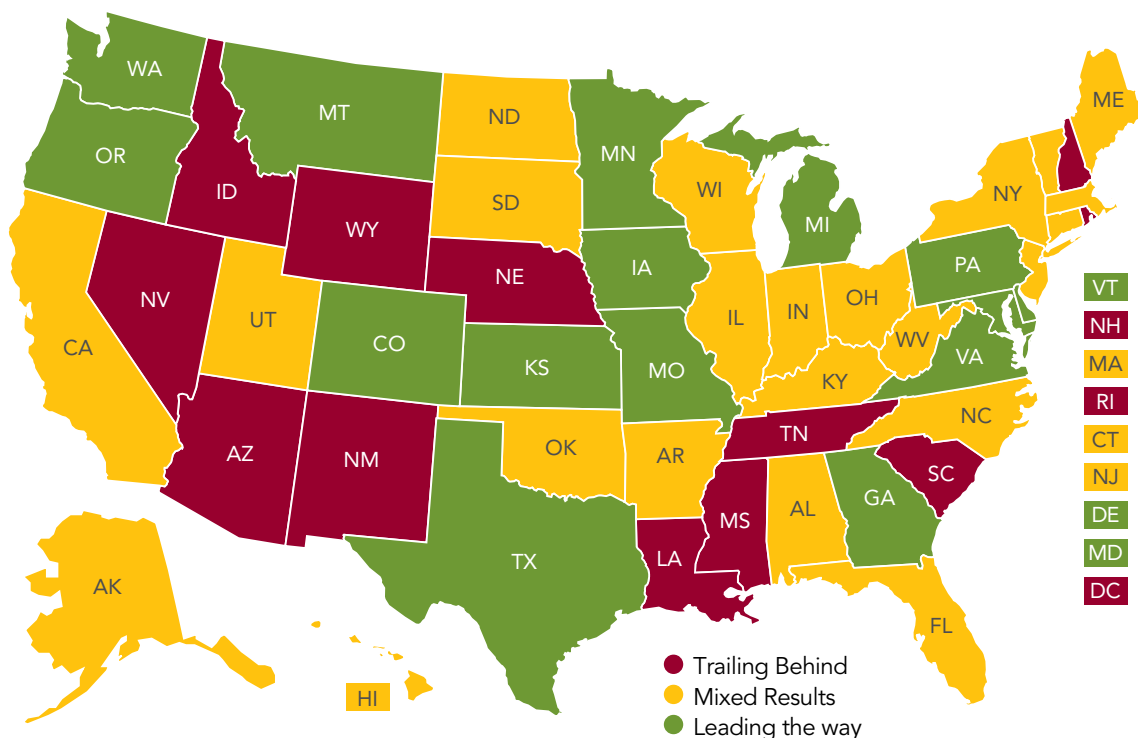 WA
MT
ND
ME
OR
MN
ID
SD
WI
NY
WY
MI
IA
PA
NE
NV
OH
UT
IL
IN
CO
CA
WV
VA
KS
MO
KY
NC
TN
AZ
NM
OK
AR
SC
MS
AL
GA
TX
LA
AK
FL
HI
VT
NH
MA
RI
CT
NJ
DE
MD
DC
Trailing Behind
Mixed Results
Leading the way